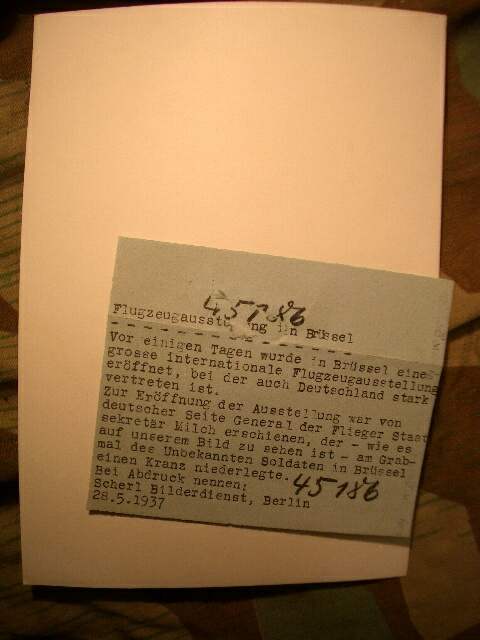 45186
Flugzeugausst ng in Brüssel
Vor einigen Tagen wurde in Brüssel eine
grosse internationale Flugzeugausstellung
eröffnet, bei der auch Deutschland stark
vertreten ist.
Zur Eröffnung der Ausstellung war von
deutscher Seite General der Flieger Staat
sekretär Milch erschienen, der - wie es
auf unserem Bild zu sehen ist - am Grab-
mal des Unbekannten Soldaten in Brüssel
einen Kranz niederlegte.
45186
Bei Abdruck nennen:
Scherl Bilderdienst, Berlin
28.5.1937